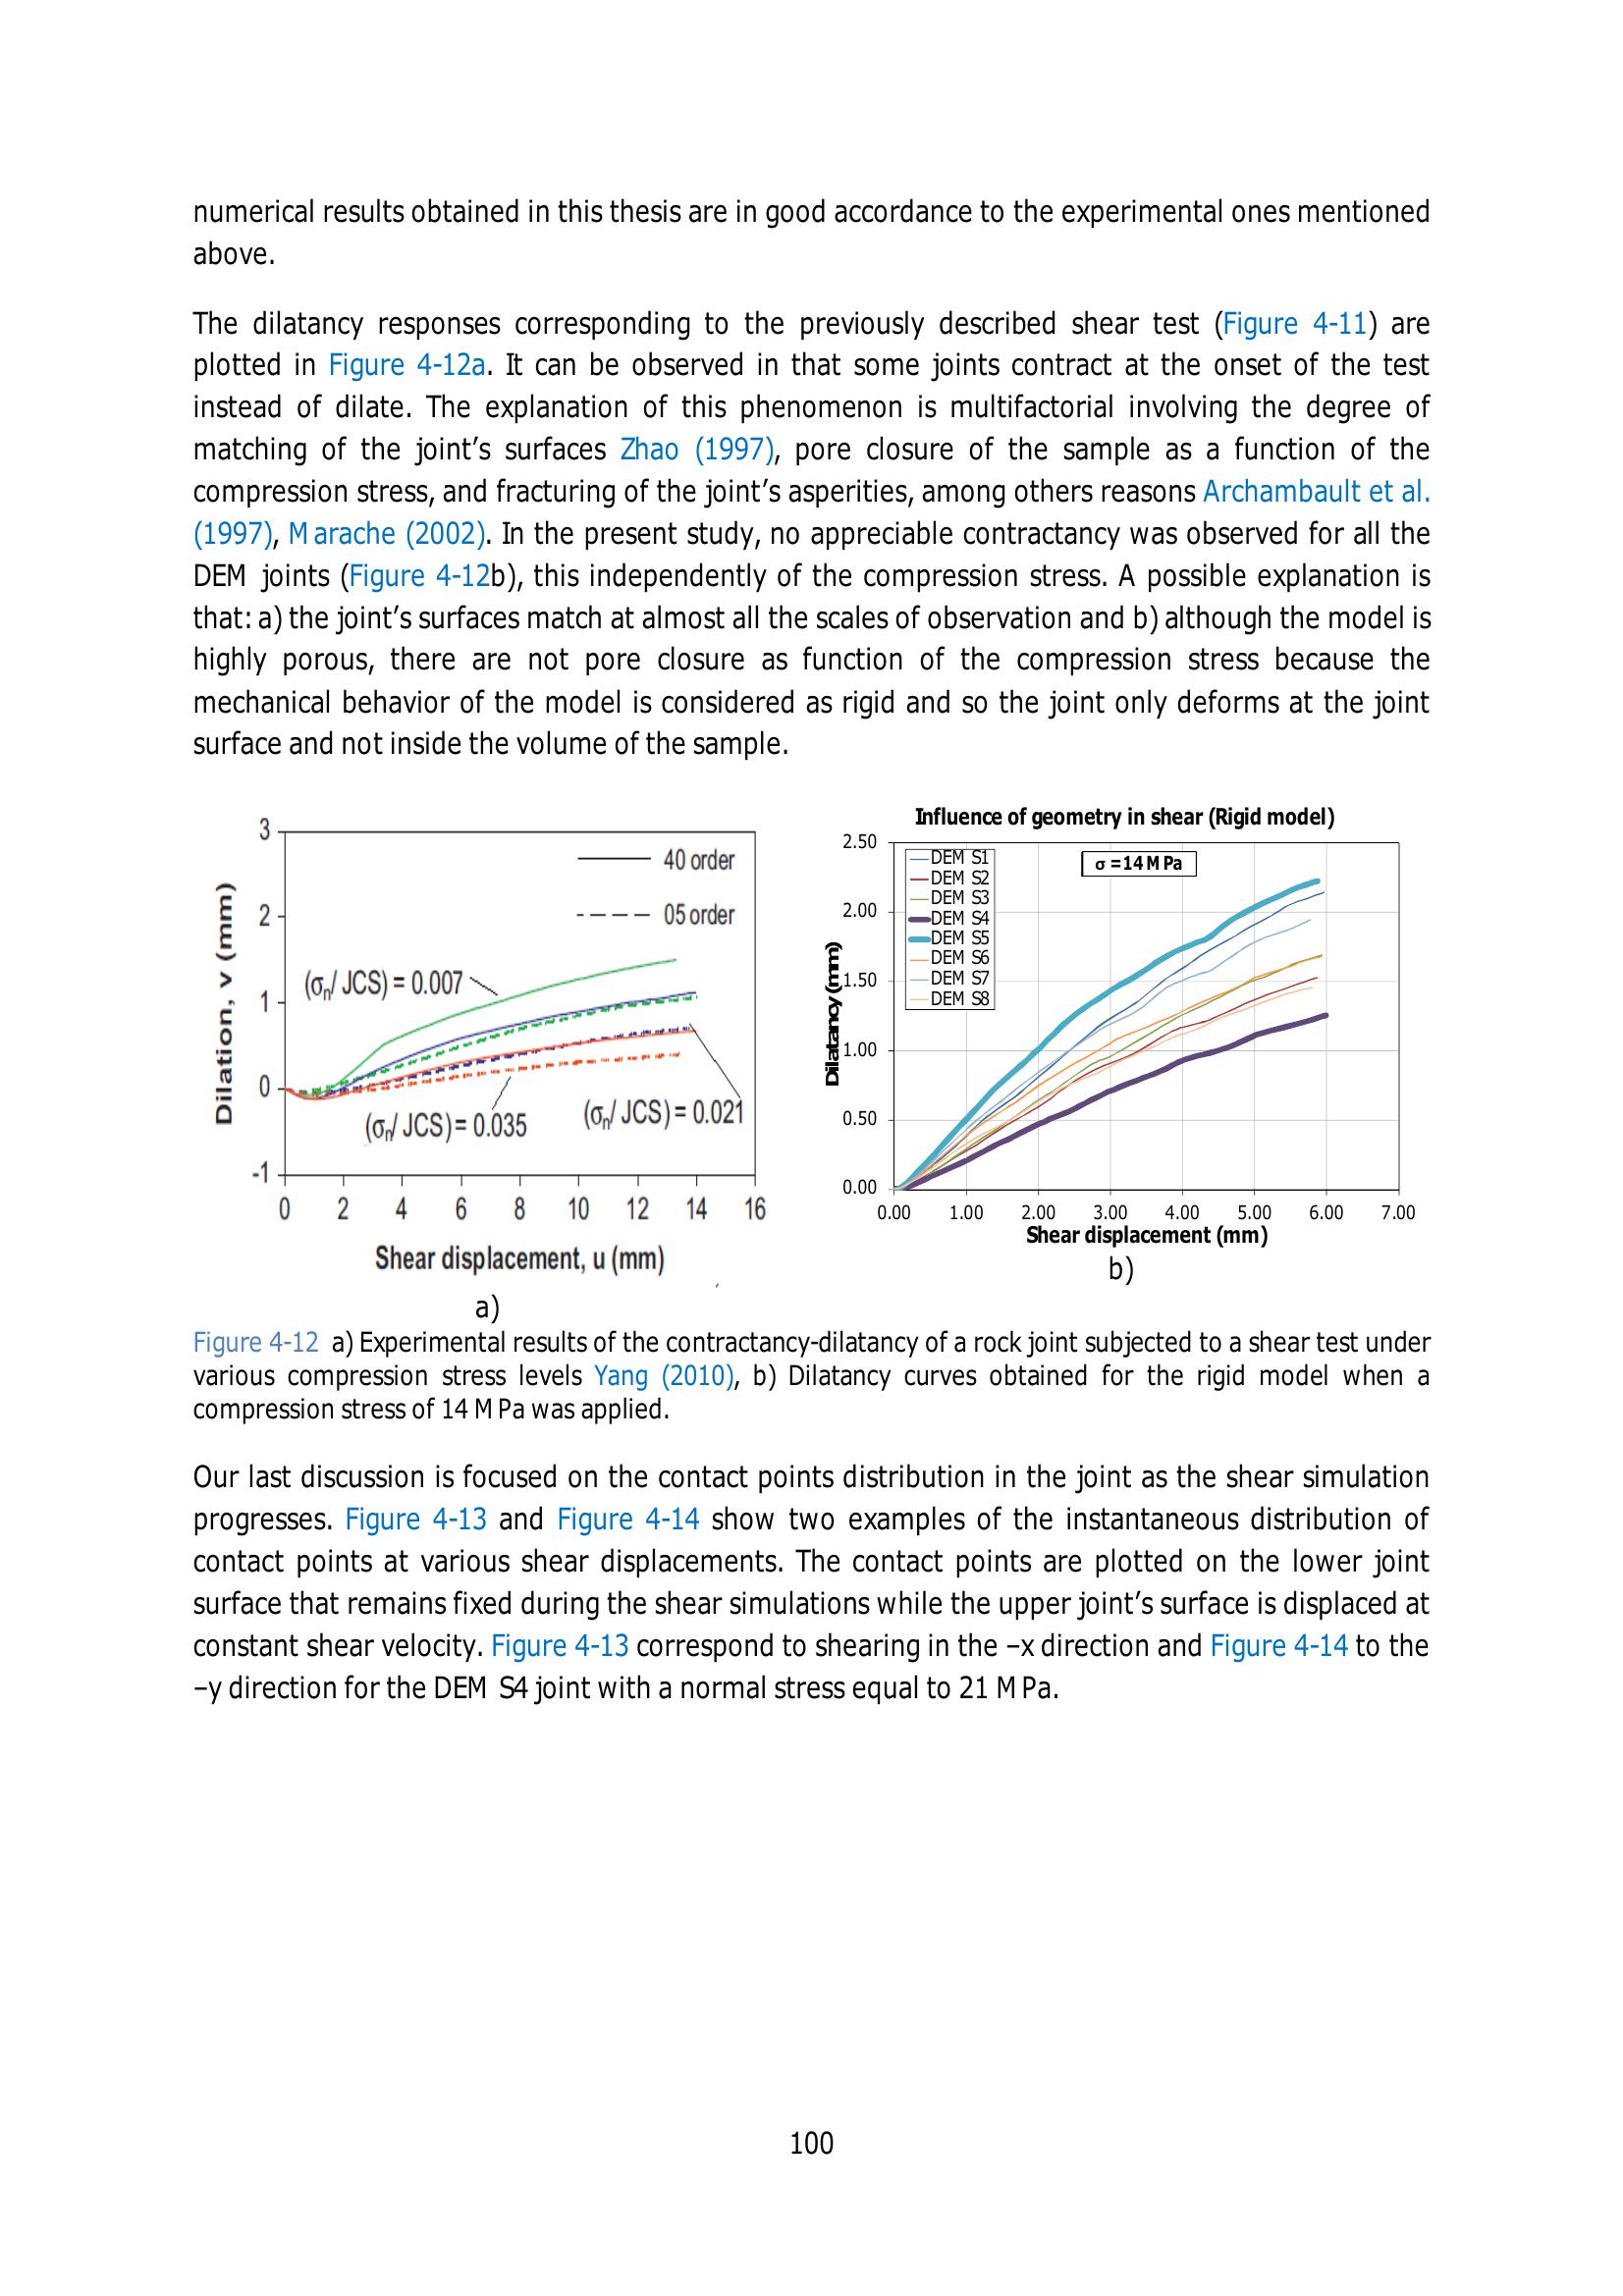 numerical results obtained in this thesis are in good accordance to the experimental ones mentioned
above.
The dilatancy responses corresponding to the previously described shear test (Figure 4-11) are
plotted in Figure 4-12a. It can be observed in that some joints contract at the onset of the test
instead of dilate. The explanation of this phenomenon is multifactorial involving the degree of
matching of the joint's surfaces Zhao (1997), pore closure of the sample as a function of the
compression stress, and fracturing of the joint's asperities, among others reasons Archambault et al.
(1997), Marache (2002). In the present study, no appreciable contractancy was observed for all the
DEM joints (Figure 4-12b), this independently of the compression stress. A possible explanation is
that: a) the joint's surfaces match at almost all the scales of observation and b) although the model is
highly porous, there are not pore closure as function of the compression stress because the
mechanical behavior of the model is considered as rigid and so the joint only deforms at the joint
surface and not inside the volume of the sample.
3
2
1
0
-1
Dilation, v (mm)
40 order
05 order
(σn/ JCS) = 0.007
(σn/ JCS) = 0.035
(σn/ JCS) = 0.021
0 2 4 6 8 10 12 14 16
Shear displacement, u (mm)
a)
Influence of geometry in shear (Rigid model)
2.50
2.00
1.50
1.00
0.50
0.00
Dilatancy (mm)
DEM S1
DEM S2
DEM S3
DEM S4
DEM S5
DEM S6
DEM S7
DEM S8
σ = 14 MPa
0.00 1.00 2.00 3.00 4.00 5.00 6.00 7.00
Shear displacement (mm)
b)
Figure 4-12 a) Experimental results of the contractancy-dilatancy of a rock joint subjected to a shear test under
various compression stress levels Yang (2010), b) Dilatancy curves obtained for the rigid model when a
compression stress of 14 MPa was applied.
Our last discussion is focused on the contact points distribution in the joint as the shear simulation
progresses. Figure 4-13 and Figure 4-14 show two examples of the instantaneous distribution of
contact points at various shear displacements. The contact points are plotted on the lower joint
surface that remains fixed during the shear simulations while the upper joint's surface is displaced at
constant shear velocity. Figure 4-13 correspond to shearing in the –x direction and Figure 4-14 to the
–y direction for the DEM S4 joint with a normal stress equal to 21 MPa.
100